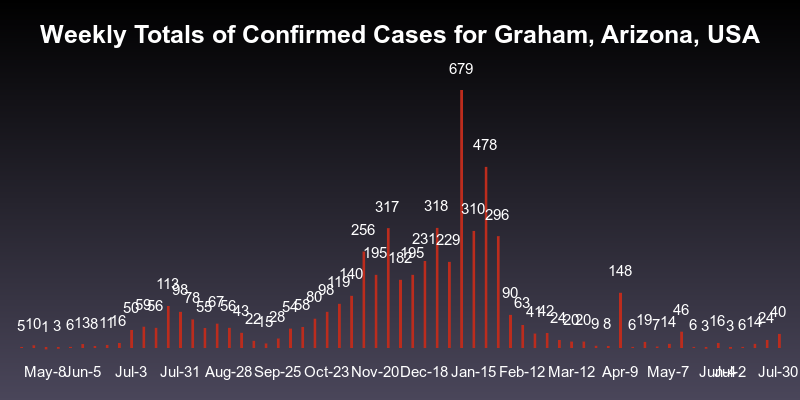 Weekly Totals of Confirmed Cases for Graham, Arizona, USA
679
478
318 310
317 296
256 231 229
195 182 195
148
113 98 78 55 67 56 43 22 15 28 54 58 80 98 119 140
90 63 41 42 24 20 20 9 8
5 10 1 3 6 13 8 11 16 50 59 56
6 19 7 14 46 6 3 16 3 6 14 24 40
May-8 Jun-5 Jul-3 Jul-31 Aug-28 Sep-25 Oct-23 Nov-20 Dec-18 Jan-15 Feb-12 Mar-12 Apr-9 May-7 Jun-4 Jul-2 Jul-30